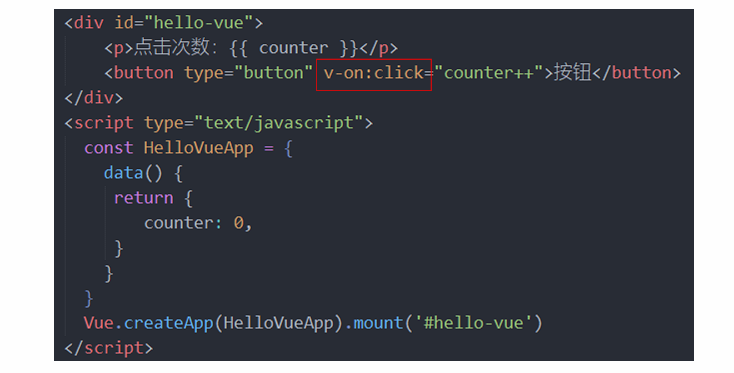 <div id="hello-vue">
<p>点击次数: {{ counter }}</p>
<button type="button" v-on:click="counter++">按钮</button>
</div>
<script type="text/javascript">
const HelloVueApp = {
data() {
return {
counter: 0,
}
}
}
Vue.createApp(HelloVueApp).mount('#hello-vue')
</script>